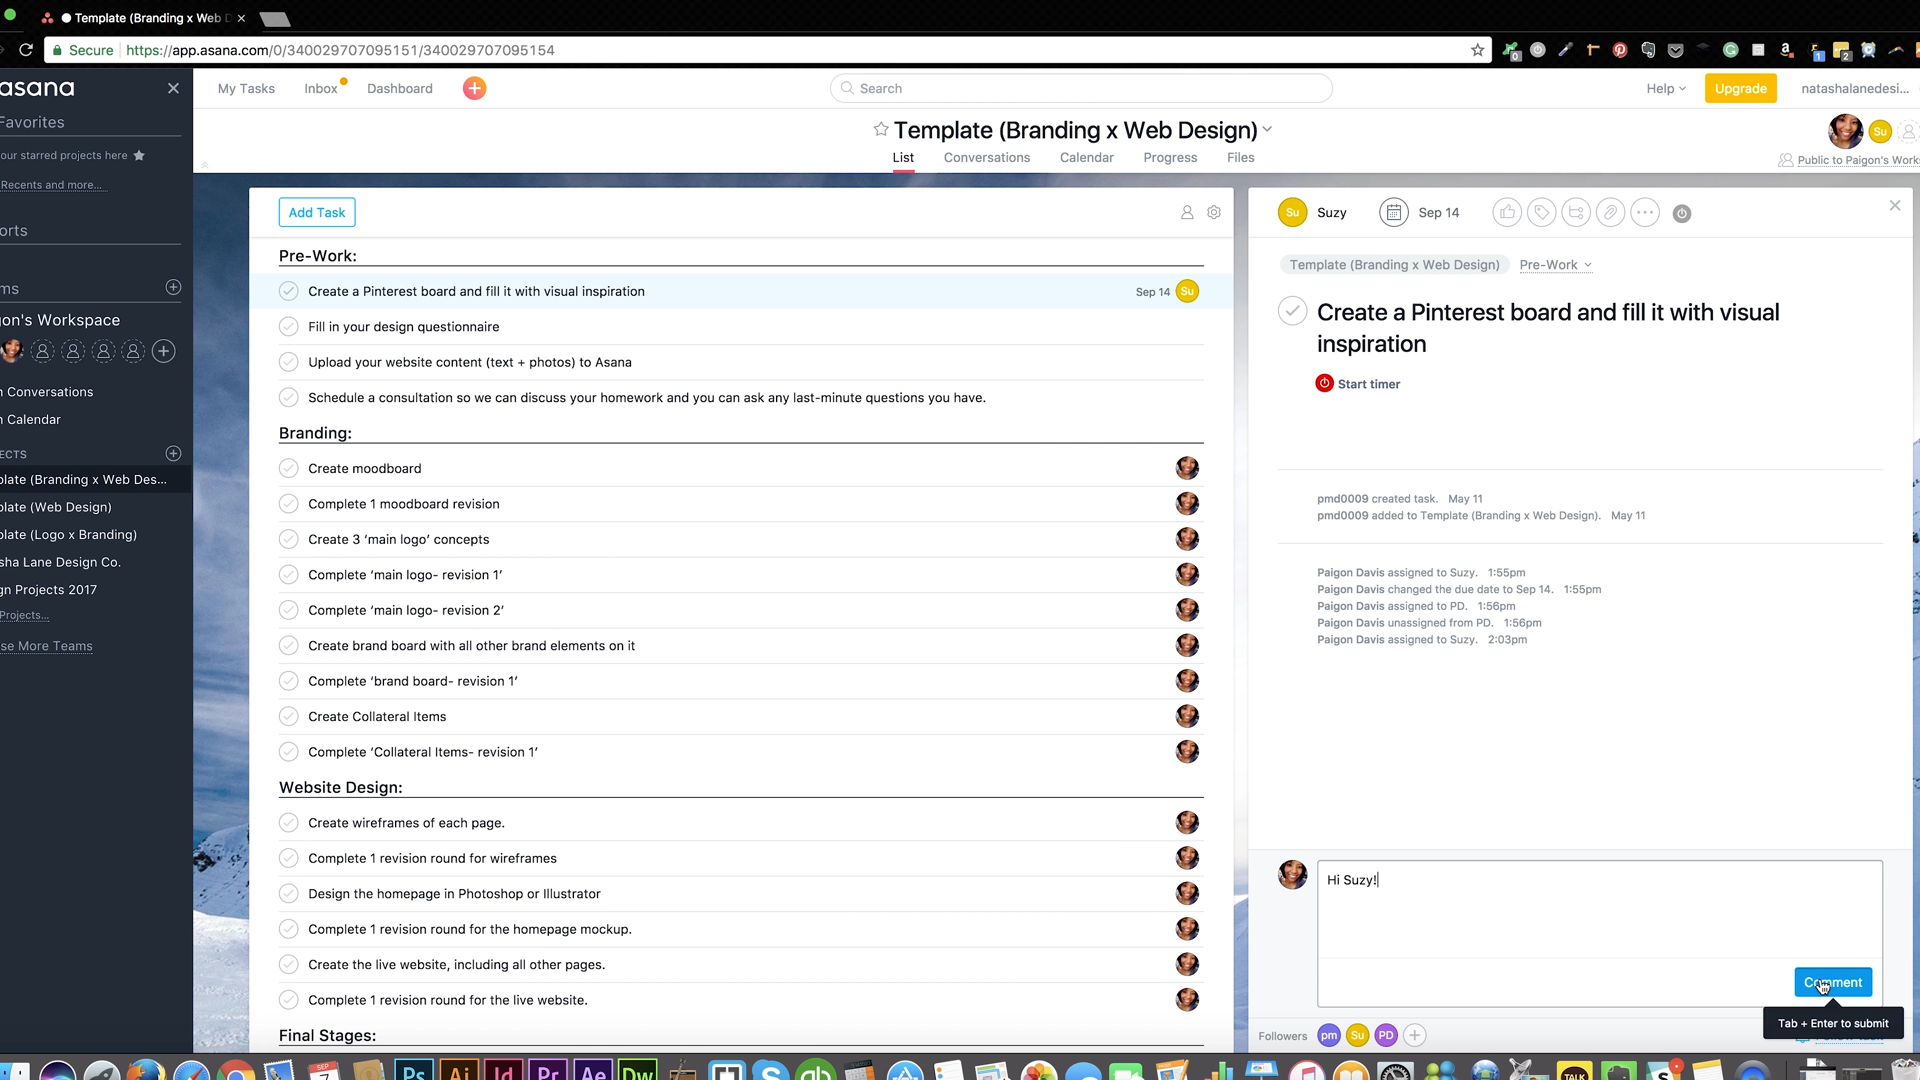 Template (Branding x Web D
Secure https://app.asana.com/0/340029707095151/340029707095154
asana
My Tasks Inbox Dashboard
Search
Help Upgrade natashalanedesi...
Favorites
our starred projects here
Recents and more...
orts
ms
on's Workspace
n Conversations
n Calendar
ECTS
plate (Branding x Web Des...
plate (Web Design)
plate (Logo x Branding)
sha Lane Design Co.
gn Projects 2017
Projects...
se More Teams
Template (Branding x Web Design)
List Conversations Calendar Progress Files
Su
Public to Paigon's Works
Add Task
Pre-Work:
Create a Pinterest board and fill it with visual inspiration Sep 14 Su
Fill in your design questionnaire
Upload your website content (text + photos) to Asana
Schedule a consultation so we can discuss your homework and you can ask any last-minute questions you have.
Branding:
Create moodboard
Complete 1 moodboard revision
Create 3 ‘main logo’ concepts
Complete ‘main logo- revision 1’
Complete ‘main logo- revision 2’
Create brand board with all other brand elements on it
Complete ‘brand board- revision 1’
Create Collateral Items
Complete ‘Collateral Items- revision 1’
Website Design:
Create wireframes of each page.
Complete 1 revision round for wireframes
Design the homepage in Photoshop or Illustrator
Complete 1 revision round for the homepage mockup.
Create the live website, including all other pages.
Complete 1 revision round for the live website.
Final Stages:
Su Suzy Sep 14
Template (Branding x Web Design) Pre-Work
Create a Pinterest board and fill it with visual
inspiration
Start timer
pmd0009 created task. May 11
pmd0009 added to Template (Branding x Web Design). May 11
Paigon Davis assigned to Suzy. 1:55pm
Paigon Davis changed the due date to Sep 14. 1:55pm
Paigon Davis assigned to PD. 1:56pm
Paigon Davis unassigned from PD. 1:56pm
Paigon Davis assigned to Suzy. 2:03pm
Hi Suzy!
Comment
Tab + Enter to submit
Followers pm Su PD
SEP
7
Ps Ai Id Pr Ae Dw
qb
TALK